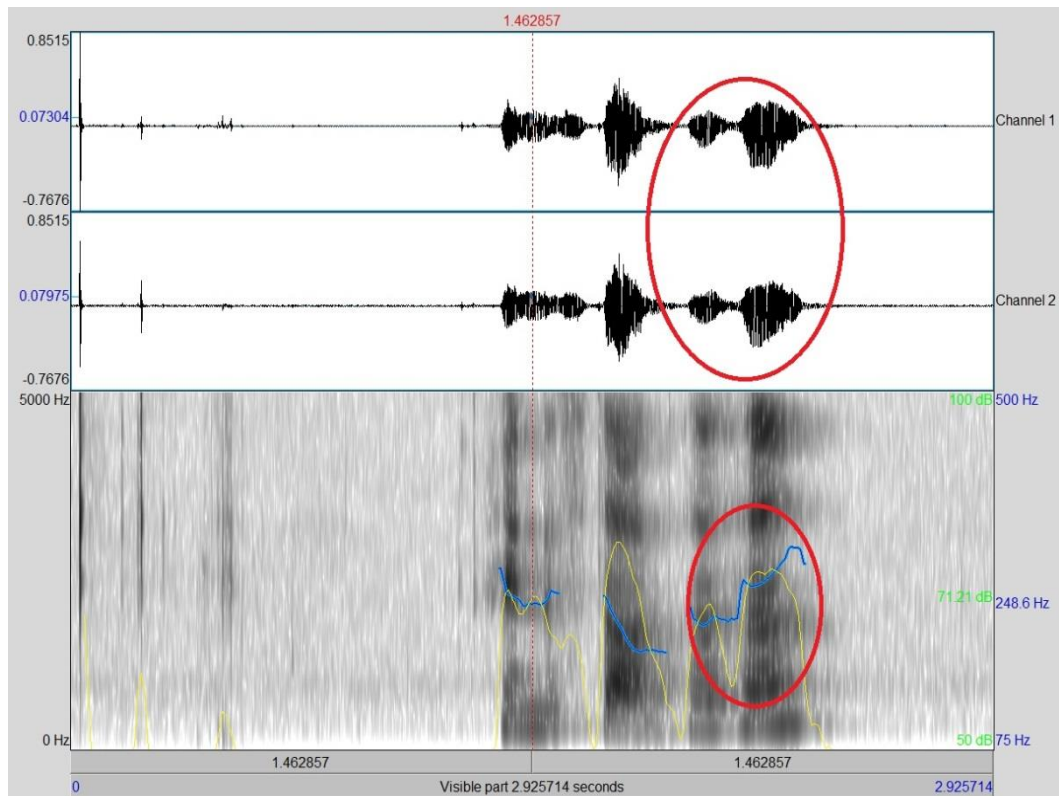 1.462857
0.8515
0.07304
Channel 1
-0.7676
0.8515
0.07975
Channel 2
-0.7676
5000 Hz 100 dB 500 Hz
71.21 dB 248.6 Hz
0 Hz 50 dB 75 Hz
1.462857 1.462857
0 Visible part 2.925714 seconds 2.925714